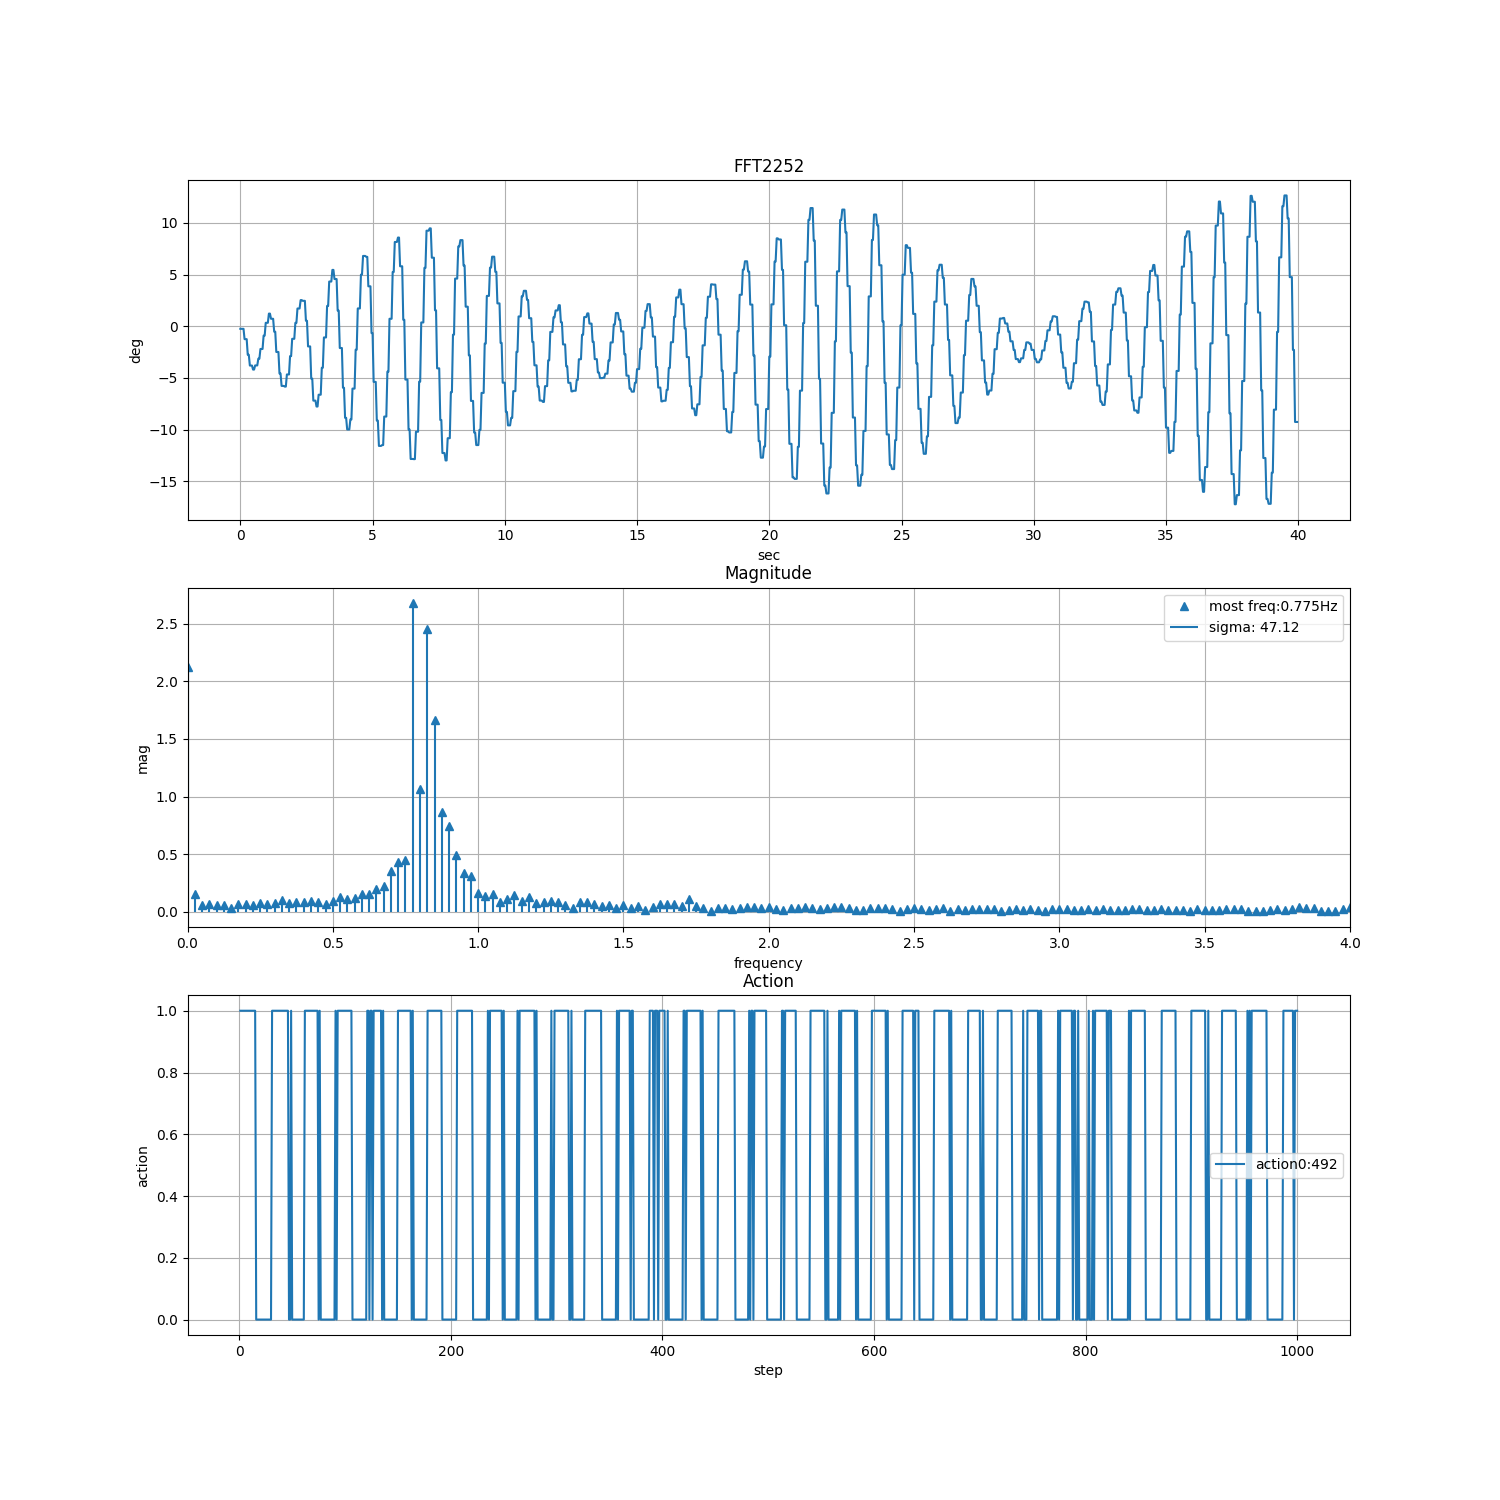 FFT2252
10
5
0
−5
−10
−15
deg
0 5 10 15 20 25 30 35 40
sec
Magnitude
most freq:0.775Hz
sigma: 47.12
2.5
2.0
1.5
1.0
0.5
0.0
mag
0.0 0.5 1.0 1.5 2.0 2.5 3.0 3.5 4.0
frequency
Action
1.0
0.8
0.6
0.4
0.2
0.0
action
action0:492
0 200 400 600 800 1000
step